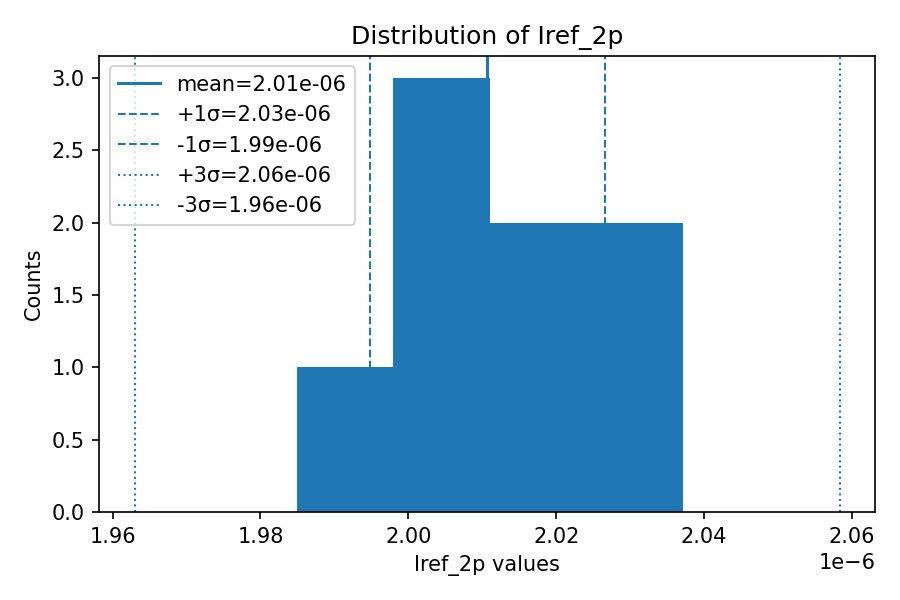 Distribution of Iref_2p
mean=2.01e-06
+1σ=2.03e-06
-1σ=1.99e-06
+3σ=2.06e-06
-3σ=1.96e-06
3.0
2.5
2.0
1.5
1.0
0.5
0.0
Counts
1.96 1.98 2.00 2.02 2.04 2.06
1e−6
Iref_2p values